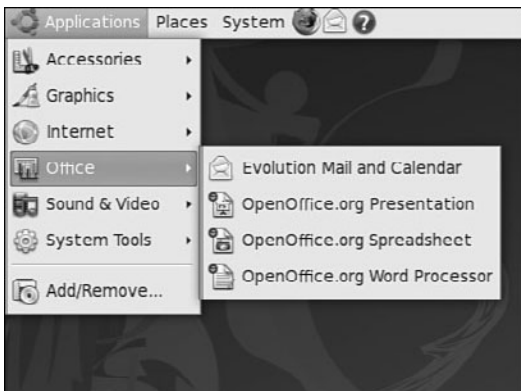 Applications Places System
Accessories
Graphics
Internet
Office
Sound & Video
System Tools
Add/Remove...
Evolution Mail and Calendar
OpenOffice.org Presentation
OpenOffice.org Spreadsheet
OpenOffice.org Word Processor